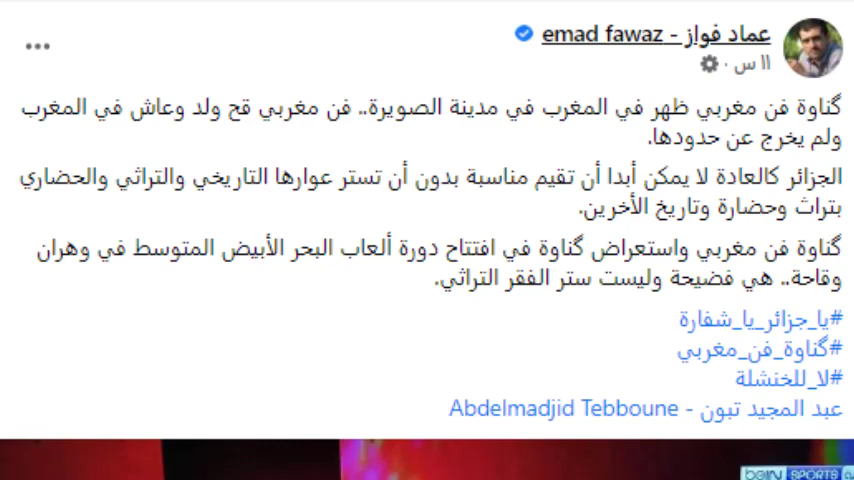 عماد فواز - emad fawaz
١١ س ·
گناوة فن مغربي ظهر في المغرب في مدينة الصويرة.. فن مغربي قح ولد وعاش في المغرب
ولم يخرج عن حدودها.
الجزائر كالعادة لا يمكن أبدا أن تقيم مناسبة بدون أن تستر عوارها التاريخي والتراثي والحضاري
بتراث وحضارة وتاريخ الأخرين.
گناوة فن مغربي واستعراض گناوة في افتتاح دورة ألعاب البحر الأبيض المتوسط في وهران
وقاحة.. هي فضيحة وليست ستر الفقر التراثي.
#يا_جزائر_يا_شفارة
#گناوة_فن_مغربي
#لا_للخنشلة
عبد المجيد تبون - Abdelmadjid Tebboune
beIN SPORTS